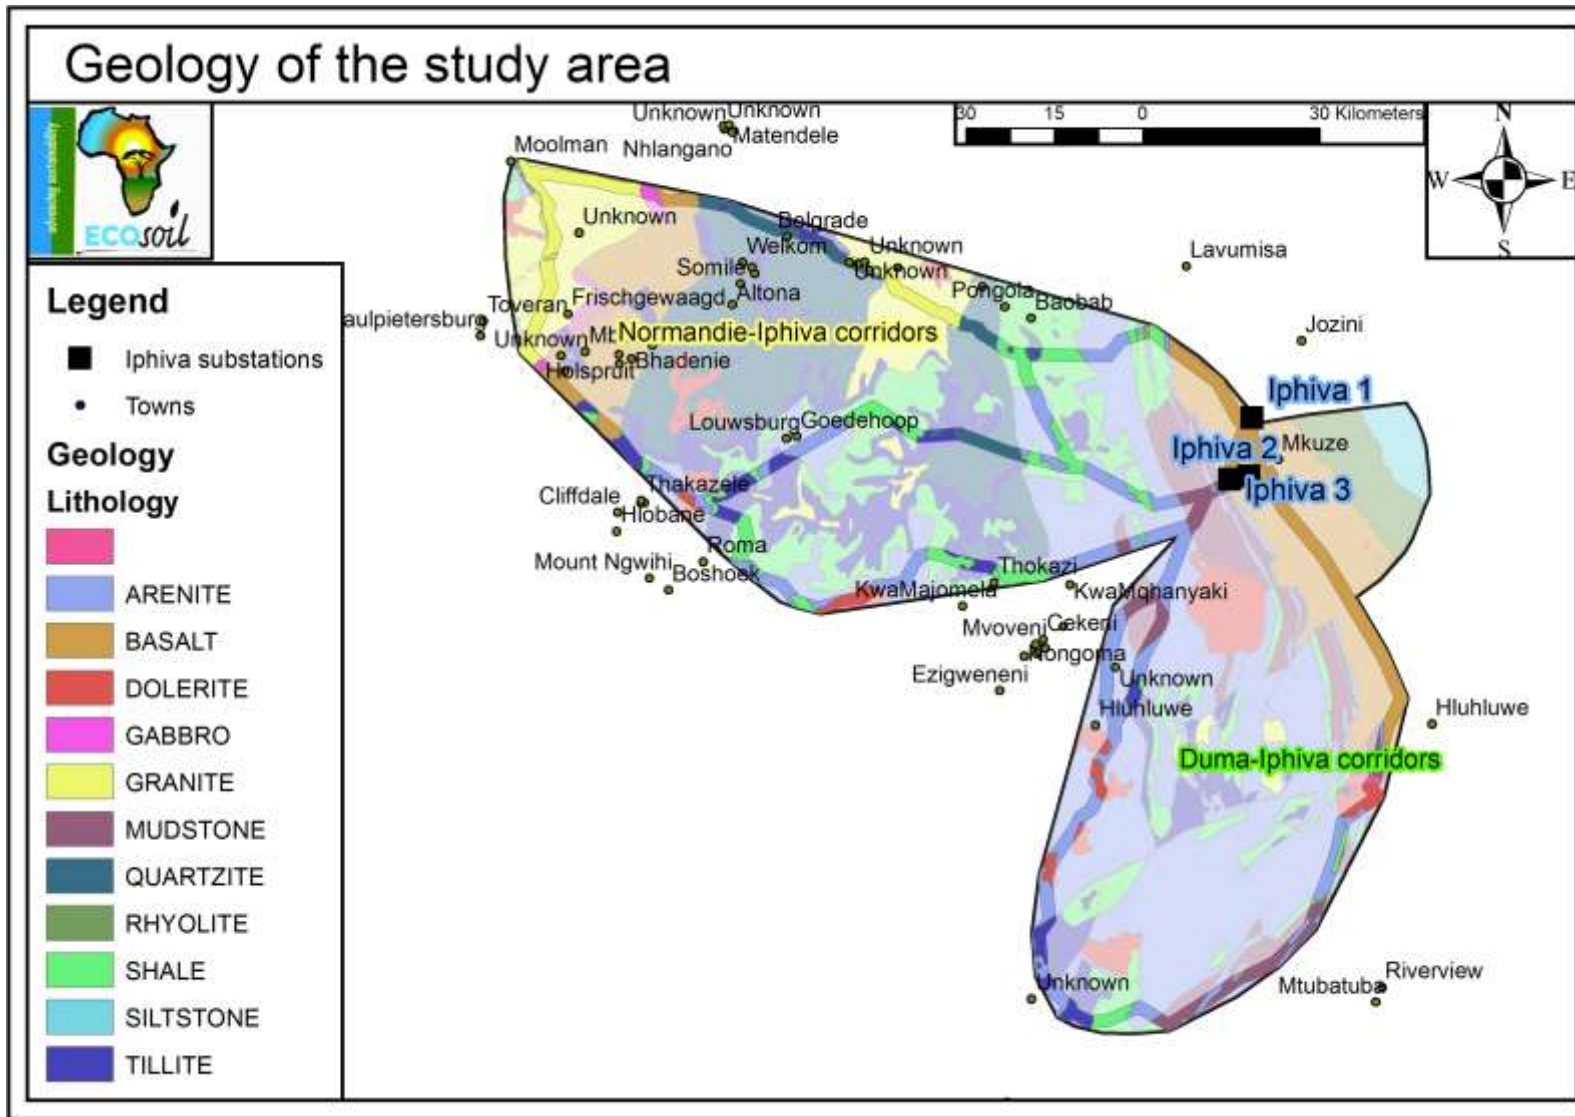 Geology of the study area
ECOsoil
Legend
Iphiva substations
Towns
Geology
Lithology
ARENITE
BASALT
DOLERITE
GABBRO
GRANITE
MUDSTONE
QUARTZITE
RHYOLITE
SHALE
SILTSTONE
TILLITE
30 15 0 30 Kilometers
N
W E
S
Unknown Unknown
Matendele
Nhlangano
Moolman
Unknown
Belgrade
Welkom
Unknown
Somile
Unknown
Lavumisa
Altona
Pongola
Baobab
Toveran
Frischgewaagd
aulpietersburg
Jozini
Unknown
Mt
Normandie-Iphiva corridors
Bhadenie
Holspruit
Iphiva 1
Louwsburg
Goedehoop
Iphiva 2
Mkuze
Iphiva 3
Thakazele
Cliffdale
Hlobane
Roma
Mount Ngwihi
Boshoek
Thokazi
KwaMajomela
KwaMqhanyaki
Mvoveni
Cekeni
Nongoma
Ezigweneni
Unknown
Hluhluwe
Hluhluwe
Duma-Iphiva corridors
Unknown
Riverview
Mtubatuba